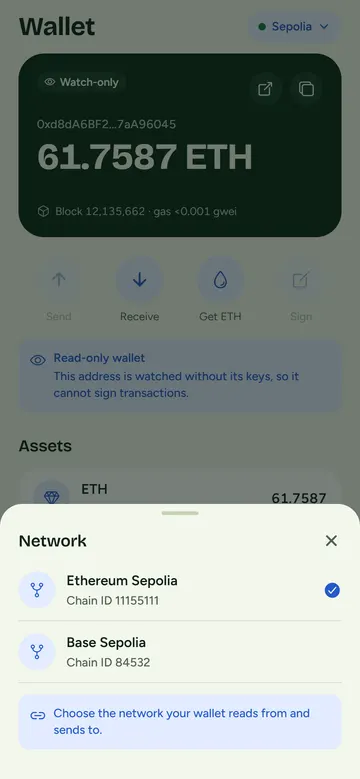 Wallet
Sepolia
Watch-only
0xd8dA6BF2...7aA96045
61.7587 ETH
Block 12,135,662 · gas <0.001 gwei
Send
Receive
Get ETH
Sign
Read-only wallet
This address is watched without its keys, so it
cannot sign transactions.
Assets
ETH
61.7587
Network
Ethereum Sepolia
Chain ID 11155111
Base Sepolia
Chain ID 84532
Choose the network your wallet reads from and
sends to.